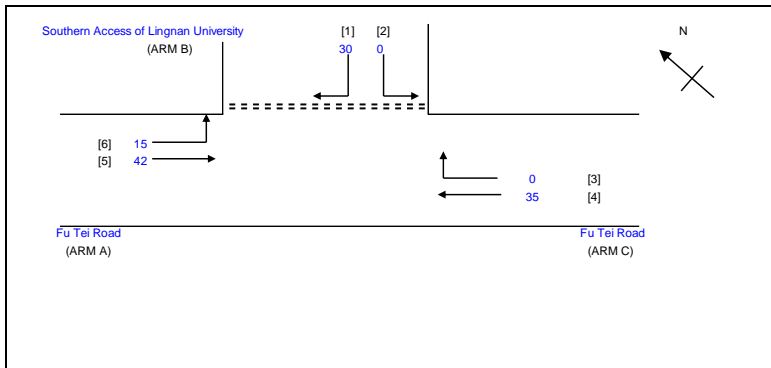 Southern Access of Lingnan University [1] [2] N
(ARM B) 30 0
[6] 15
[5] 42
0 [3]
35 [4]
Fu Tei Road Fu Tei Road
(ARM A) (ARM C)